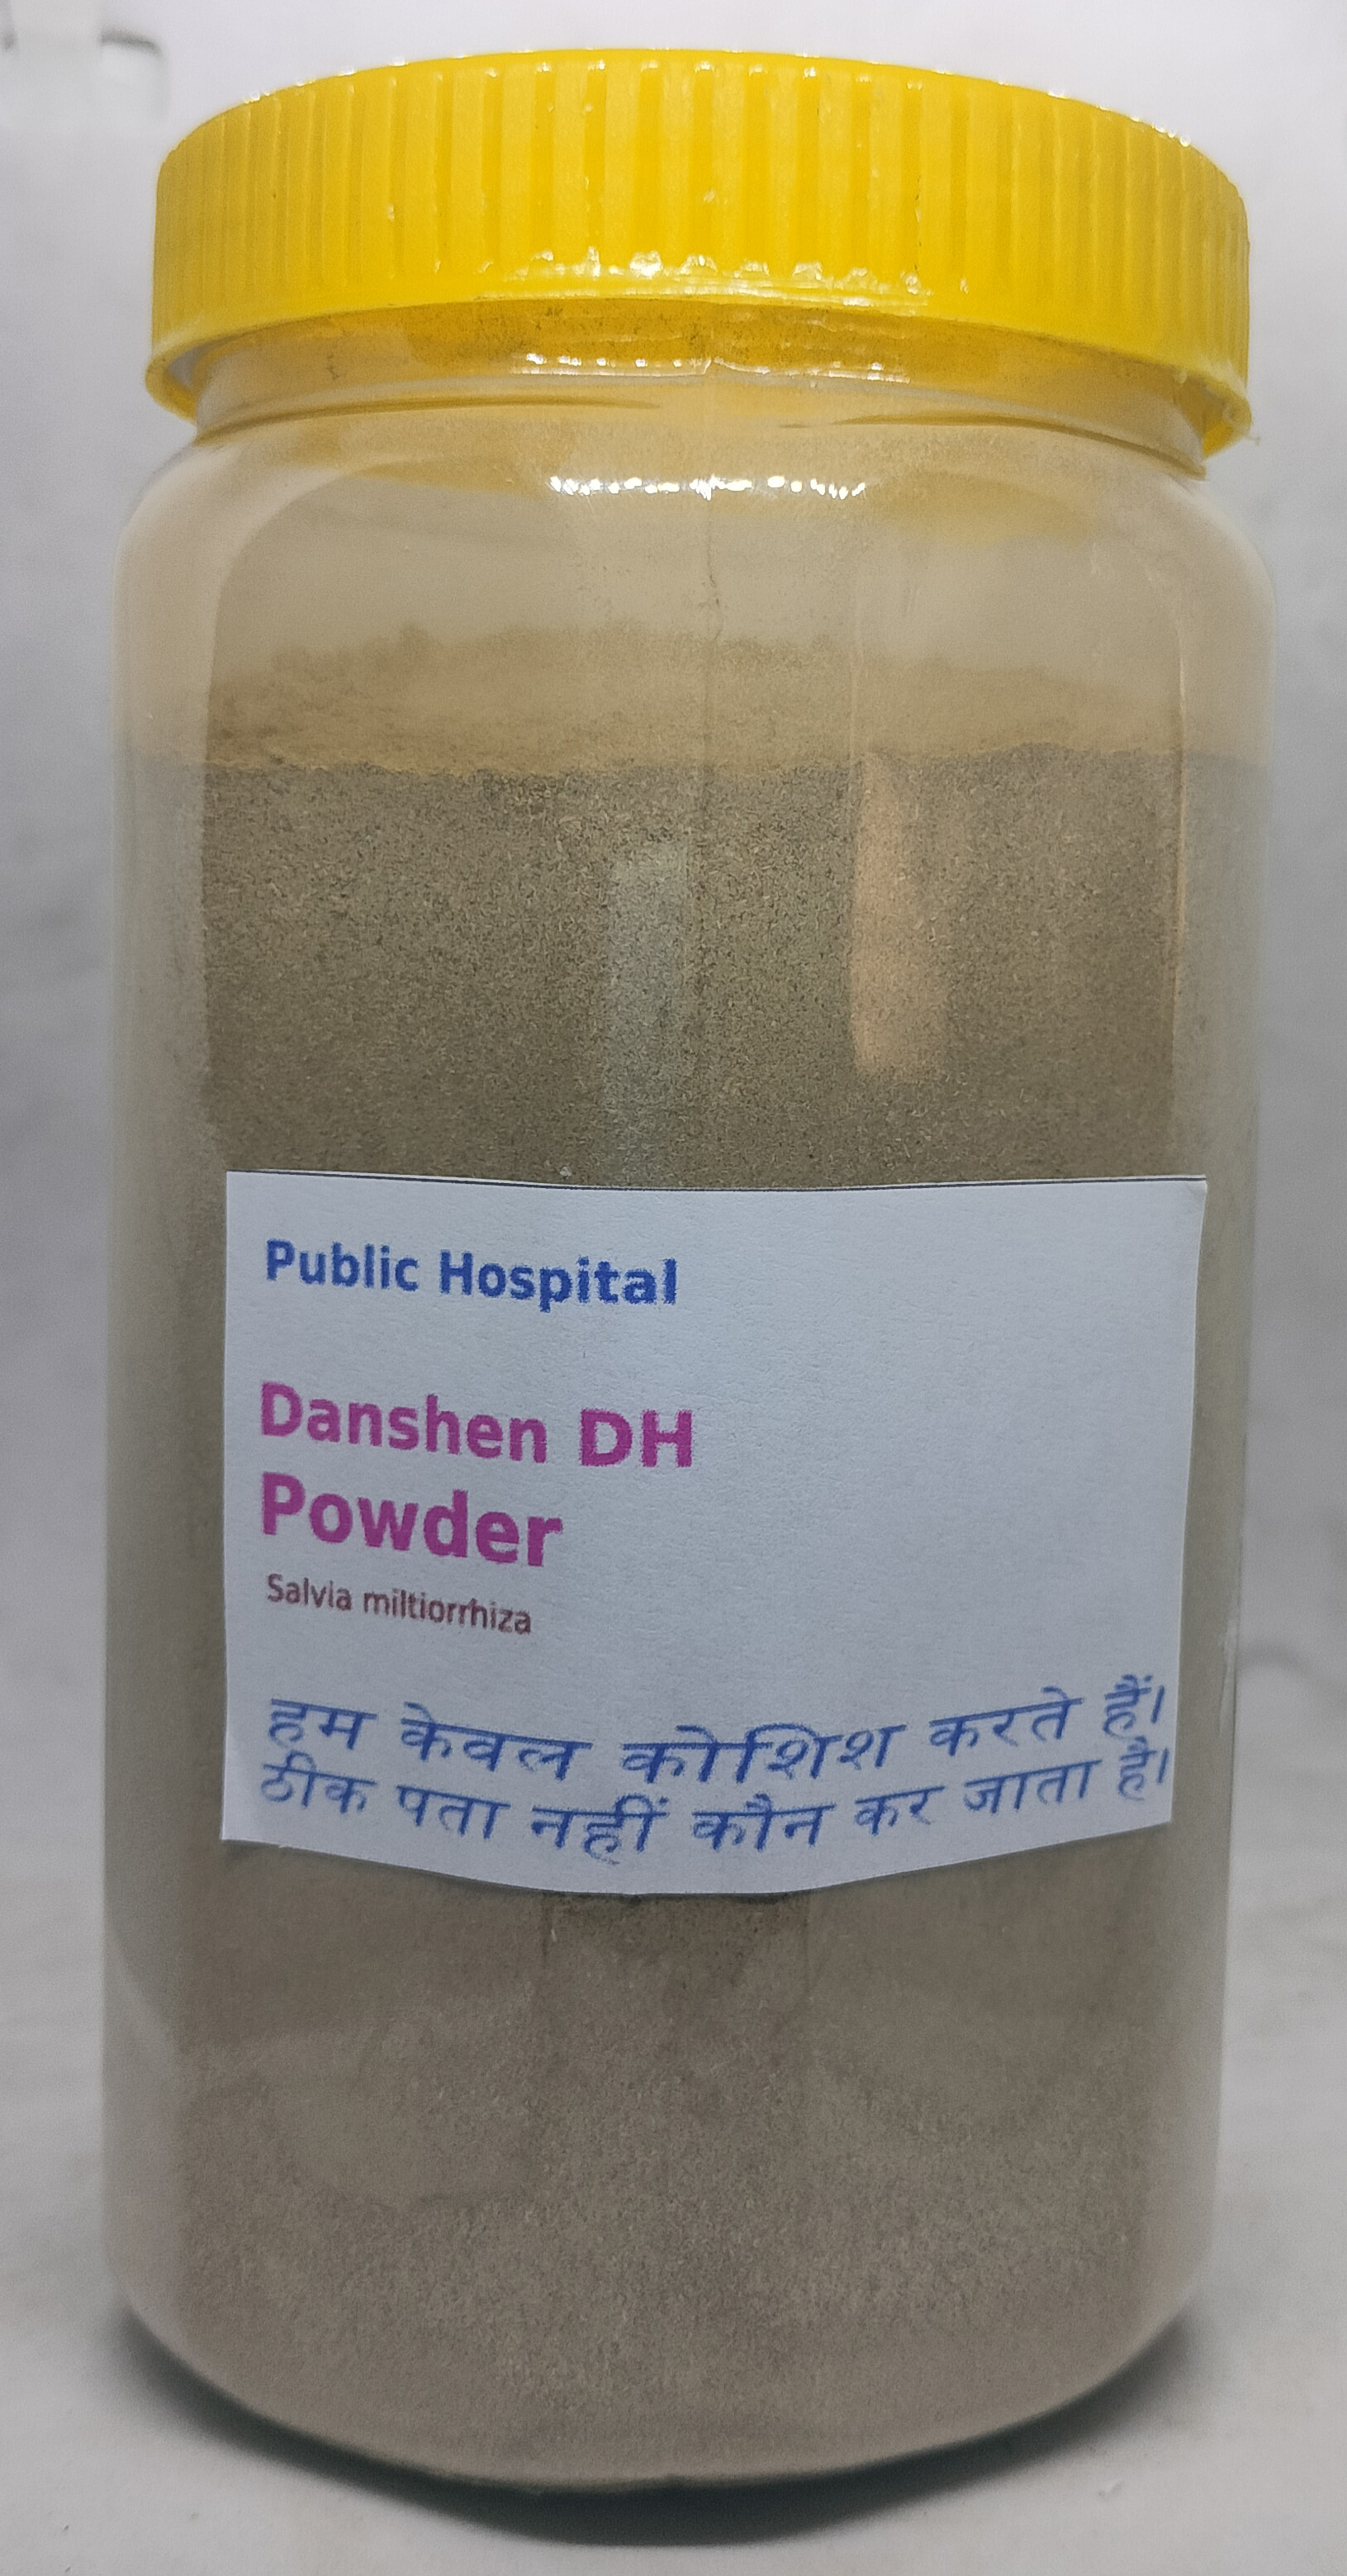 Public Hospital
Danshen DH
Powder
Salvia miltiorrhiza
हम केवल कोशिश करते हैं।
ठीक पता नहीं कौन कर जाता है।